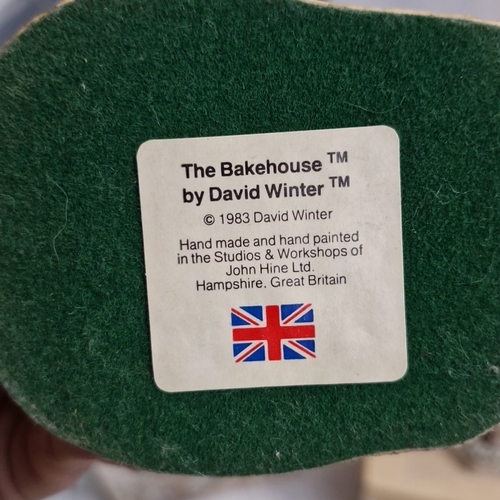 The Bakehouse ™
by David Winter ™
© 1983 David Winter
Hand made and hand painted
in the Studios & Workshops of
John Hine Ltd.
Hampshire. Great Britain